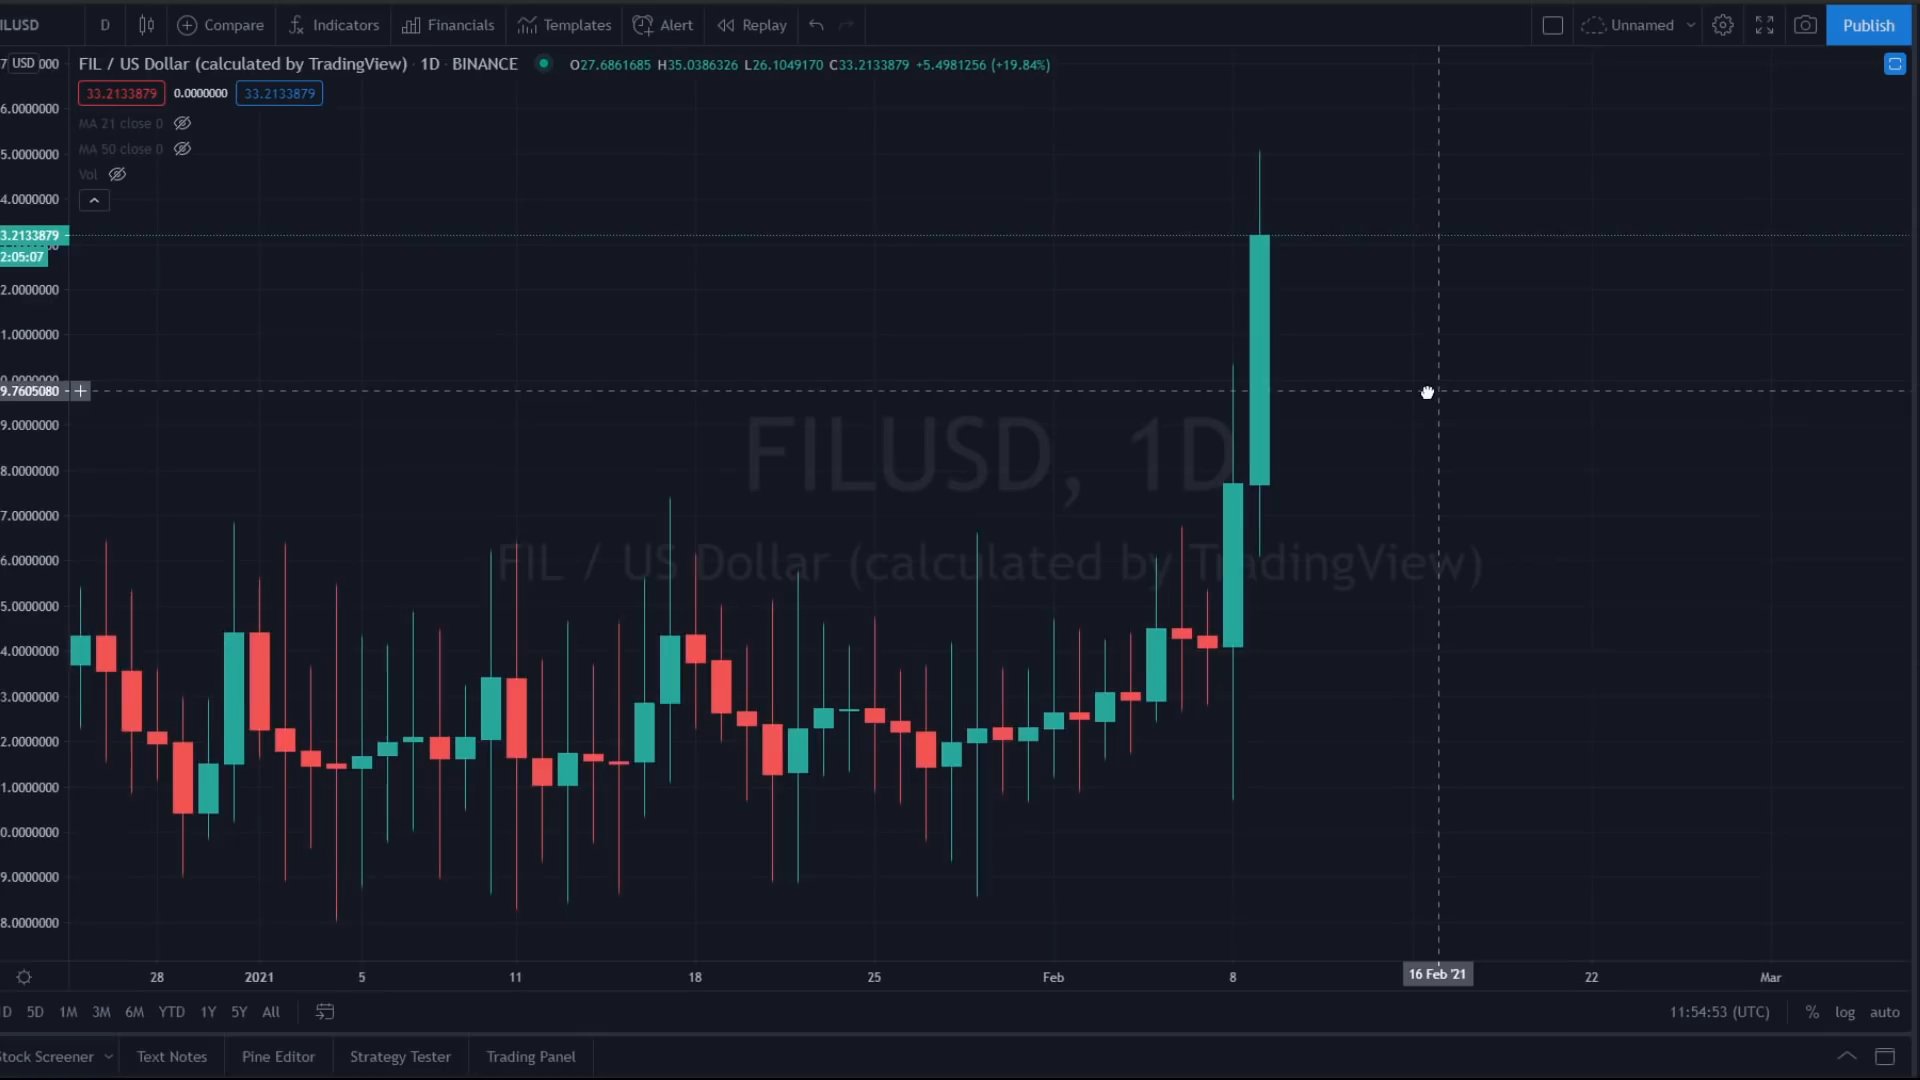 ILUSD D Compare Indicators Financials Templates Alert Replay Unnamed Publish
FIL / US Dollar (calculated by TradingView) 1D BINANCE O27.6861685 H35.0386326 L26.1049170 C33.2133879 +5.4981256 (+19.84%)
7 USD 000
33.2133879 0.0000000 33.2133879
6.0000000
MA 21 close 0
MA 50 close 0
5.0000000
Vol
4.0000000
3.2133879
2:05:07
2.0000000
1.0000000
9.7605080
9.0000000
FILUSD, 1D
8.0000000
7.0000000
6.0000000
FIL / US Dollar (calculated by TradingView)
5.0000000
4.0000000
3.0000000
2.0000000
1.0000000
0.0000000
9.0000000
8.0000000
28 2021 5 11 18 25 Feb 8 16 Feb '21 22 Mar
1D 5D 1M 3M 6M YTD 1Y 5Y All 11:54:53 (UTC) % log auto
Stock Screener Text Notes Pine Editor Strategy Tester Trading Panel